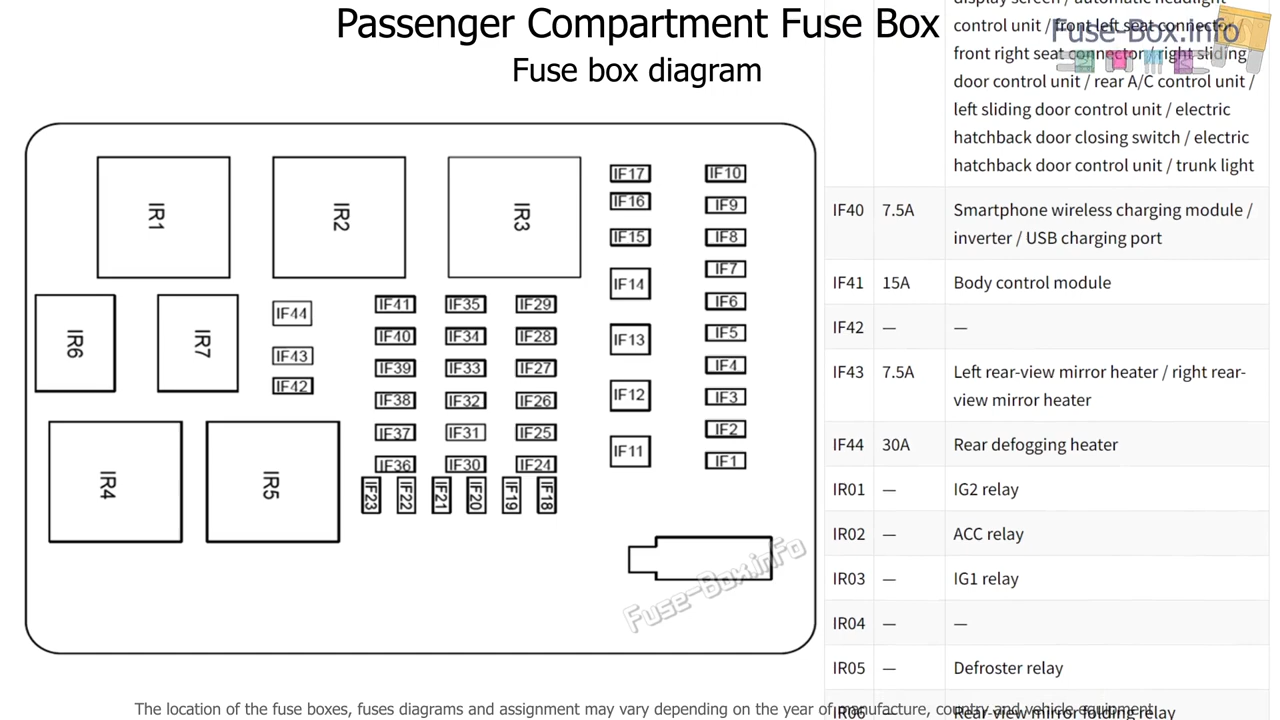 Passenger Compartment Fuse Box
Fuse box diagram
Fuse-Box.info
display screen / automatic headlight
control unit / front left seat connector /
front right seat connector / right sliding
door control unit / rear A/C control unit /
left sliding door control unit / electric
hatchback door closing switch / electric
hatchback door control unit / trunk light
IF40 7.5A Smartphone wireless charging module /
inverter / USB charging port
IF41 15A Body control module
IF42 — —
IF43 7.5A Left rear-view mirror heater / right rear-
view mirror heater
IF44 30A Rear defogging heater
IR01 — IG2 relay
IR02 — ACC relay
IR03 — IG1 relay
IR04 — —
IR05 — Defroster relay
IR06 — Rear-view mirror folding relay
IR1
IR2
IR3
IR6
IR7
IR4
IR5
IF44
IF43
IF42
IF41
IF40
IF39
IF38
IF37
IF36
IF35
IF34
IF33
IF32
IF31
IF30
IF29
IF28
IF27
IF26
IF25
IF24
IF23
IF22
IF21
IF20
IF19
IF18
IF17
IF16
IF15
IF14
IF13
IF12
IF11
IF10
IF9
IF8
IF7
IF6
IF5
IF4
IF3
IF2
IF1
Fuse-Box.info
The location of the fuse boxes, fuses diagrams and assignment may vary depending on the year of manufacture, country and vehicle equipment.